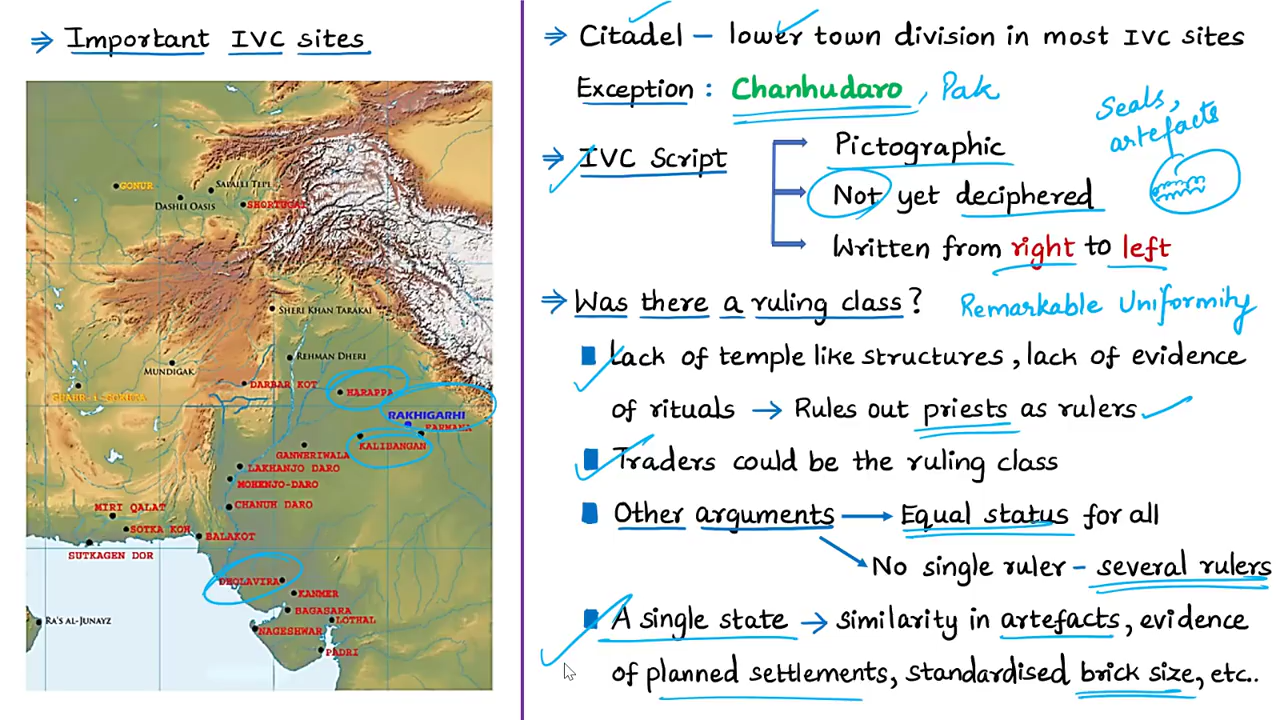 ⇒ Important IVC sites
GONUR
SAPALLI TEPE
DASHLI OASIS
SHORTUGAI
SHERI KHAN TARAKAI
REHMAN DHERI
MUNDIGAK
DABBAR KOT
HARAPPA
RAKHIGARHI
FARMANA
KALIBANGAN
GANWERIWALA
LAKHANJO DARO
MOHENJO-DARO
CHANUH DARO
MIRI QALAT
SOTKA KOH
BALAKOT
SUTKAGEN DOR
DHOLAVIRA
KANMER
BAGASARA
LOTHAL
RA'S AL-JUNAYZ
NAGESHWAR
PADRI
⇒ Citadel – lower town division in most IVC sites
Exception : Chanhudaro, Pak
Seals, artefacts
⇒ IVC Script
Pictographic
Not yet deciphered
Written from right to left
⇒ Was there a ruling class? Remarkable Uniformity
Lack of temple like structures, lack of evidence
of rituals → Rules out priests as rulers
Traders could be the ruling class
Other arguments → Equal status for all
No single ruler – several rulers
A single state → similarity in artefacts, evidence
of planned settlements, standardised brick size, etc..